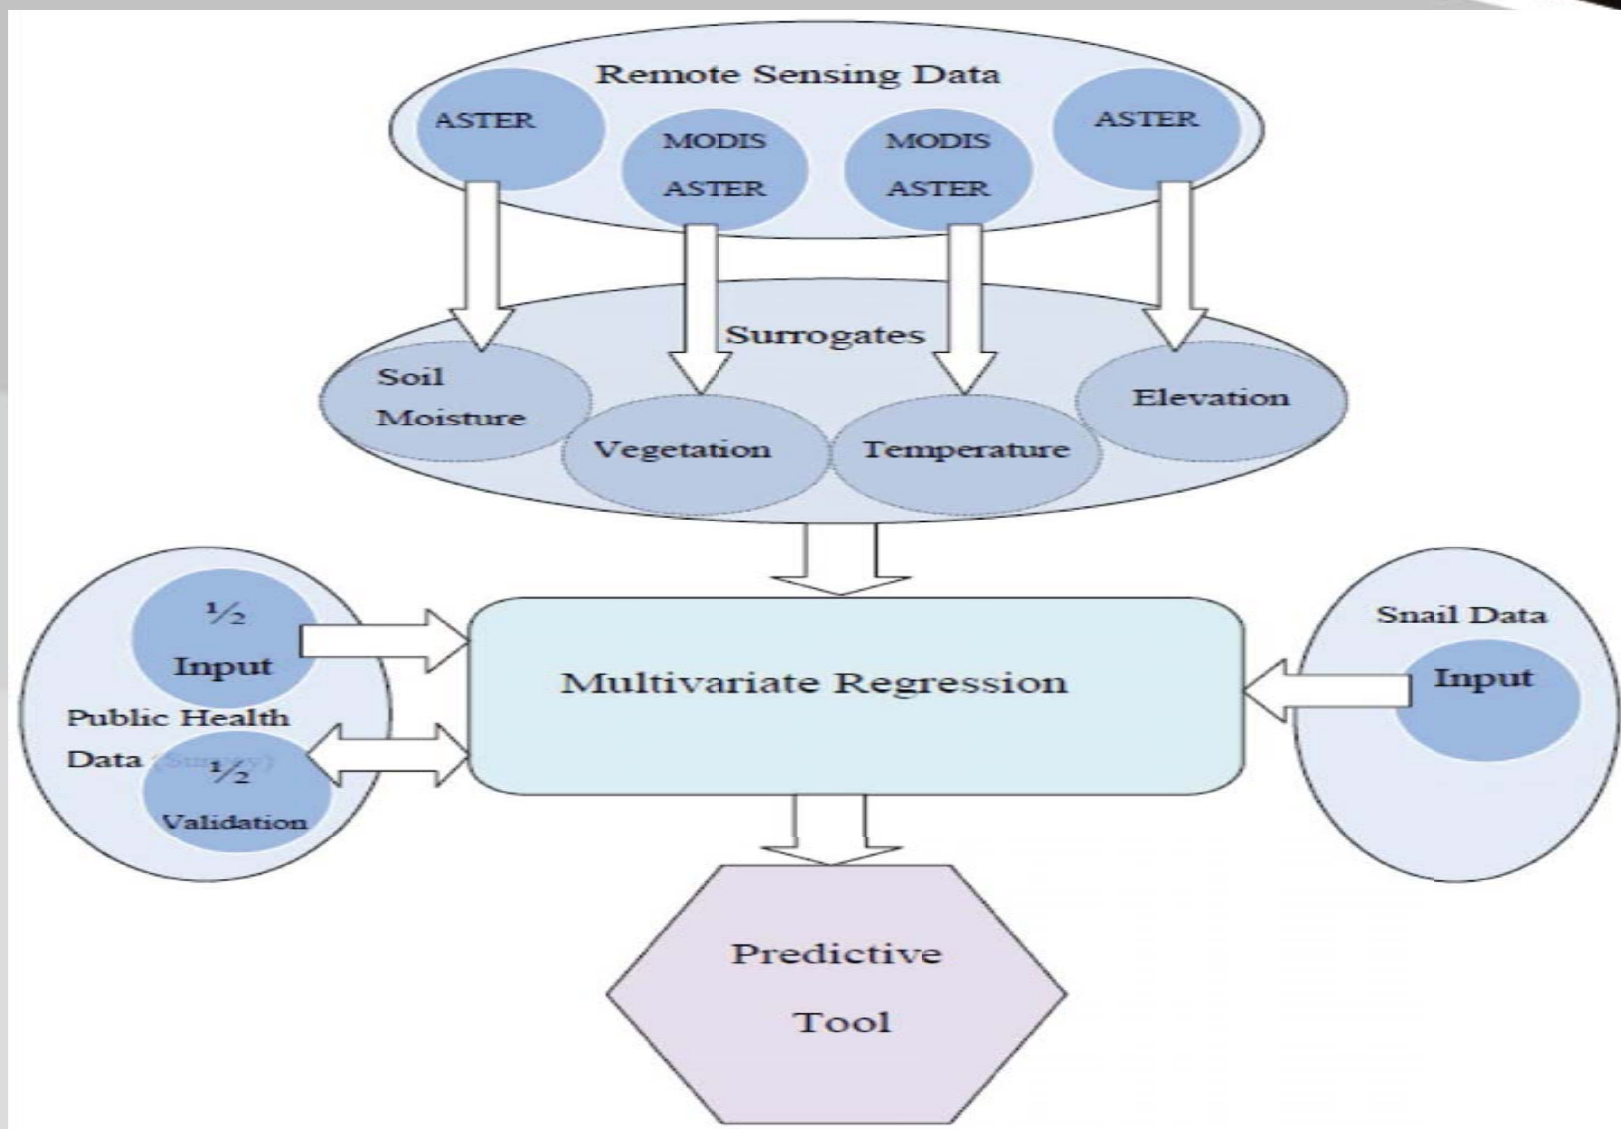 Remote Sensing Data
ASTER
MODIS
ASTER
MODIS
ASTER
ASTER
Surrogates
Soil
Moisture
Vegetation
Temperature
Elevation
½
Input
Public Health
Data (Survey)
½
Validation
Multivariate Regression
Snail Data
Input
Predictive
Tool